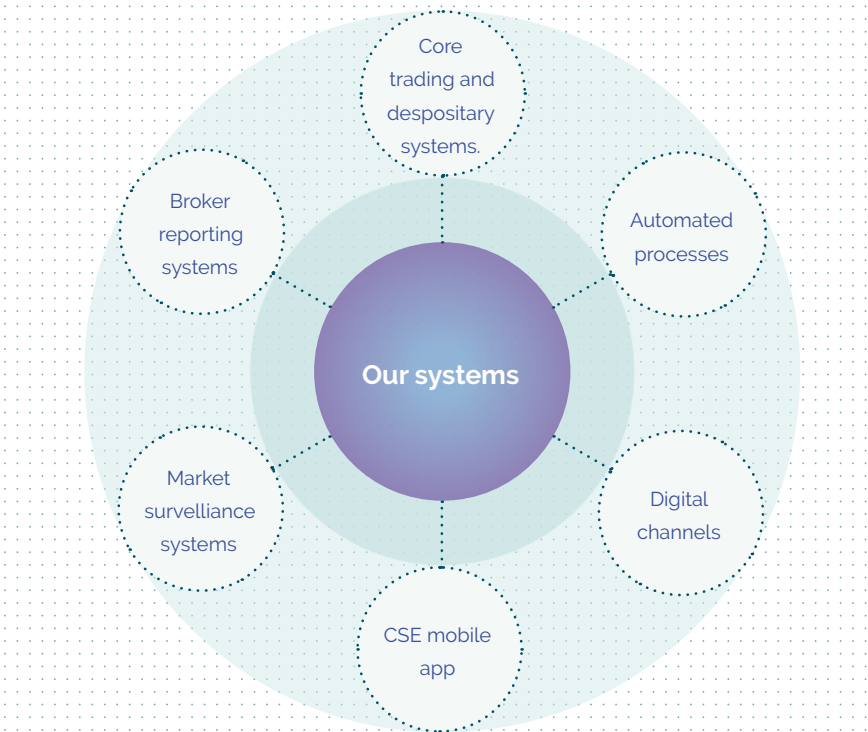 Core
trading and
despositary
systems.
Broker
reporting
systems
Automated
processes
Our systems
Market
survelliance
systems
Digital
channels
CSE mobile
app